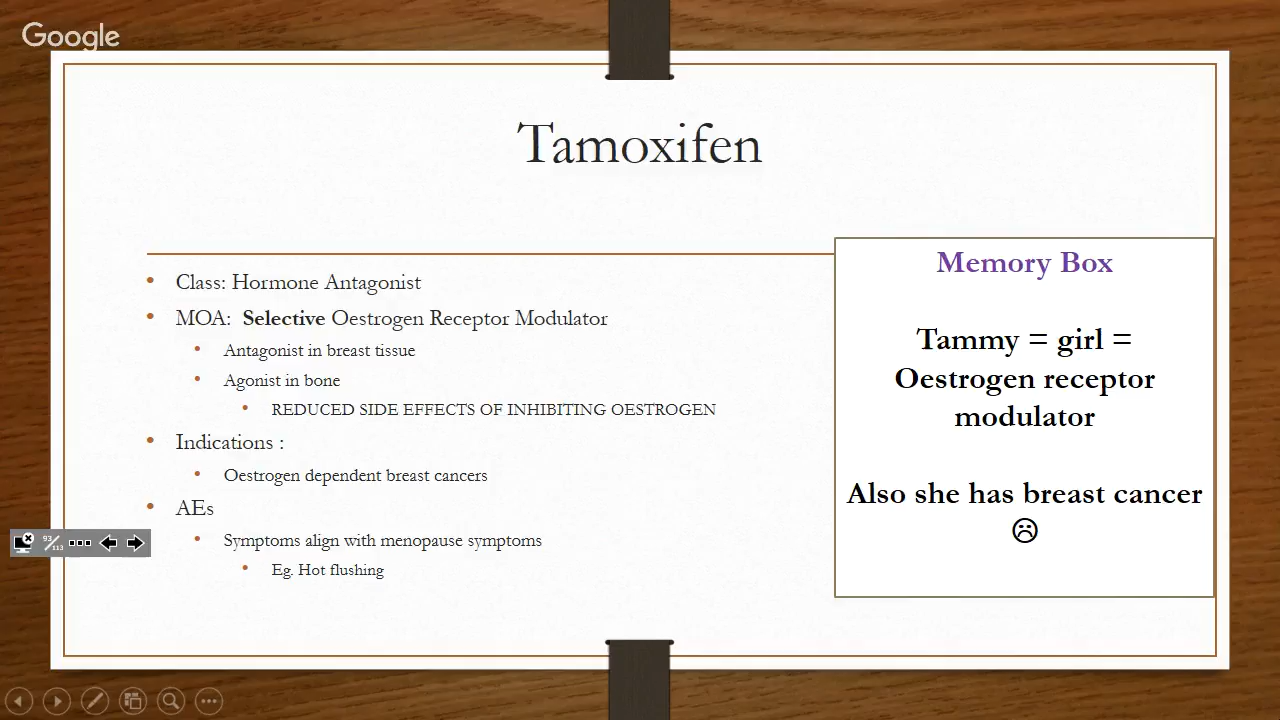 Google
Tamoxifen
• Class: Hormone Antagonist
• MOA: Selective Oestrogen Receptor Modulator
• Antagonist in breast tissue
• Agonist in bone
• REDUCED SIDE EFFECTS OF INHIBITING OESTROGEN
• Indications :
• Oestrogen dependent breast cancers
• AEs
• Symptoms align with menopause symptoms
• Eg. Hot flushing
Memory Box
Tammy = girl =
Oestrogen receptor
modulator
Also she has breast cancer
☹
93/113